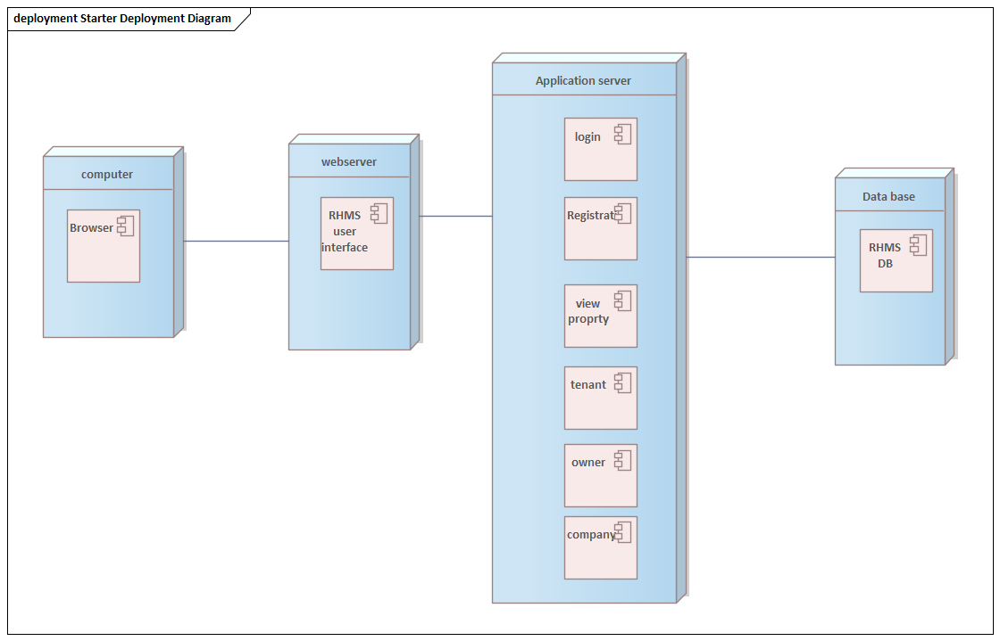 deployment Starter Deployment Diagram
computer
Browser
webserver
RHMS
user
interface
Application server
login
Registrat
view
proprty
tenant
owner
company
Data base
RHMS
DB